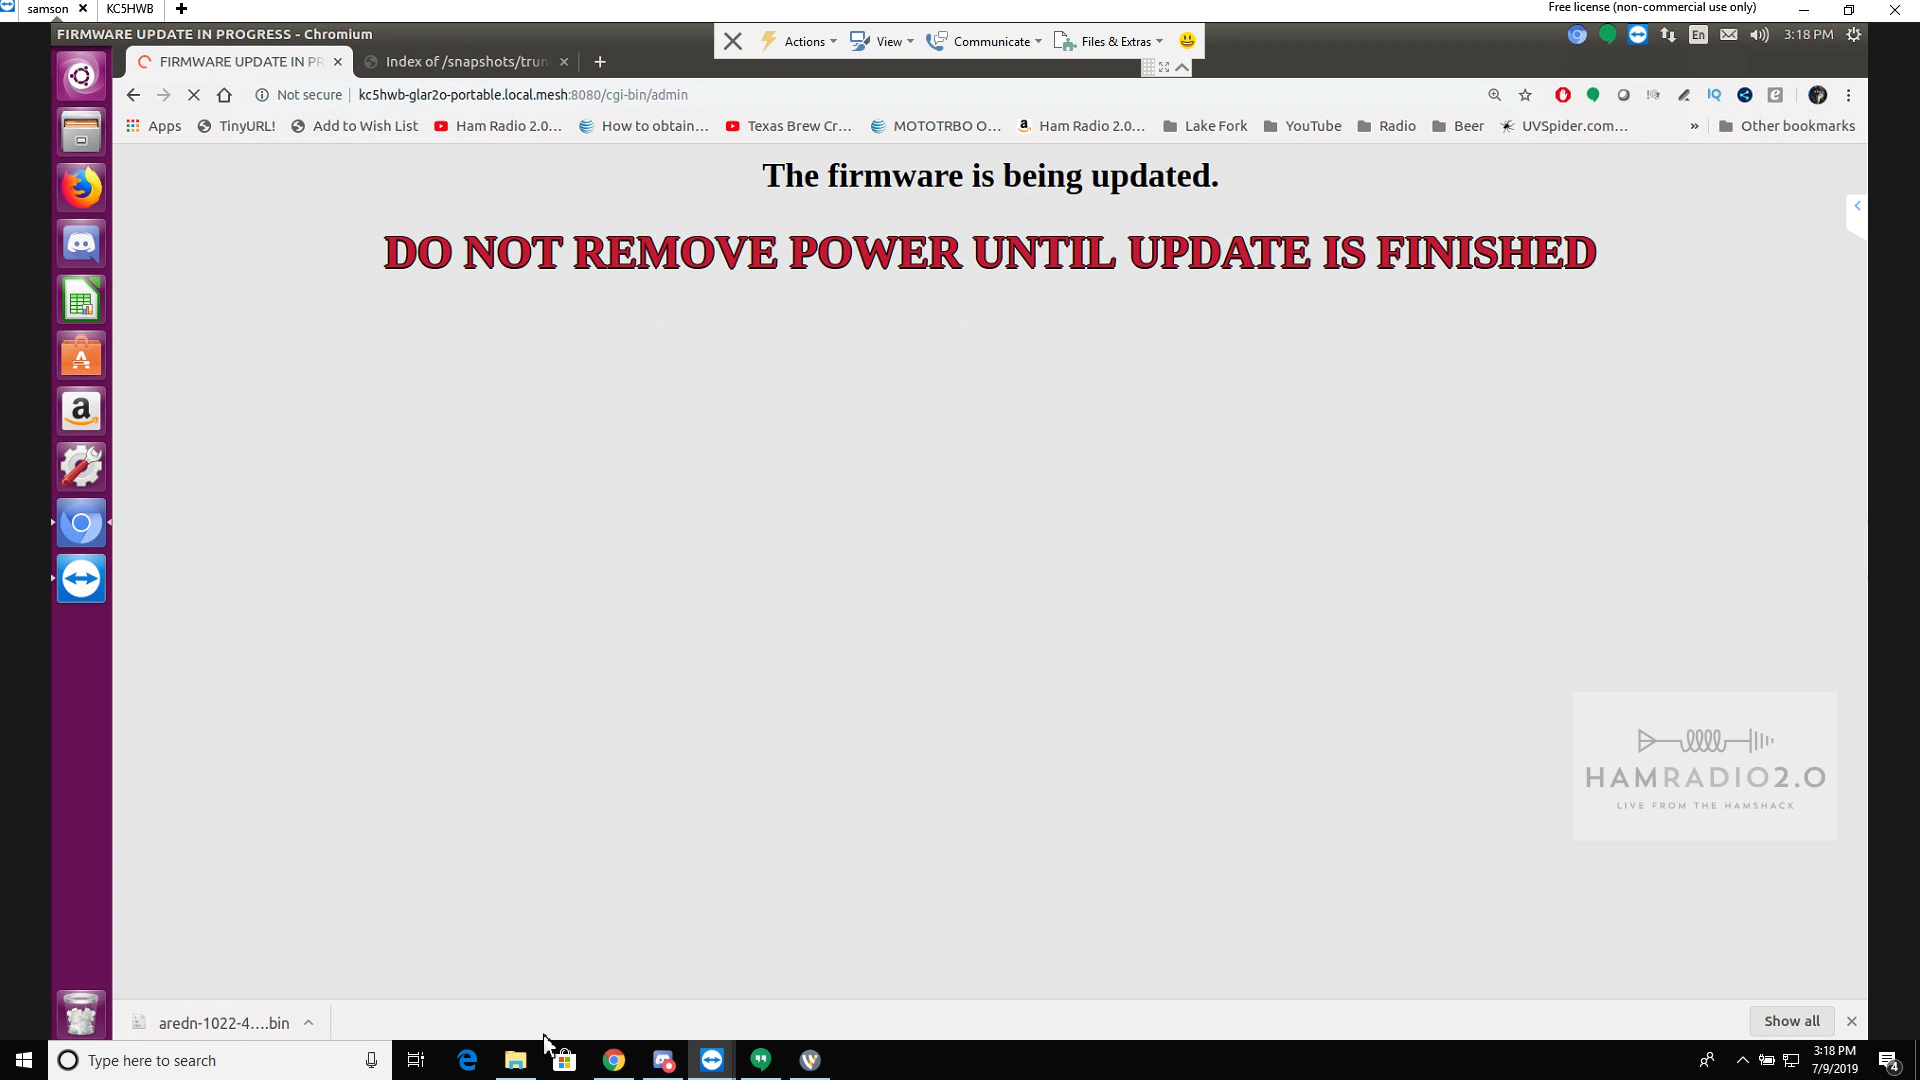 samson
KC5HWB
Free license (non-commercial use only)
FIRMWARE UPDATE IN PROGRESS - Chromium
Actions
View
Communicate
Files & Extras
En
3:18 PM
FIRMWARE UPDATE IN PR
Index of /snapshots/trun
Not secure
kc5hwb-glar2o-portable.local.mesh:8080/cgi-bin/admin
Apps
TinyURL!
Add to Wish List
Ham Radio 2.0...
How to obtain...
Texas Brew Cr...
MOTOTRBO O...
Ham Radio 2.0...
Lake Fork
YouTube
Radio
Beer
UVSpider.com...
»
Other bookmarks
The firmware is being updated.
DO NOT REMOVE POWER UNTIL UPDATE IS FINISHED
HAMRADIO2.O
LIVE FROM THE HAMSHACK
aredn-1022-4....bin
Show all
Type here to search
3:18 PM
7/9/2019
4